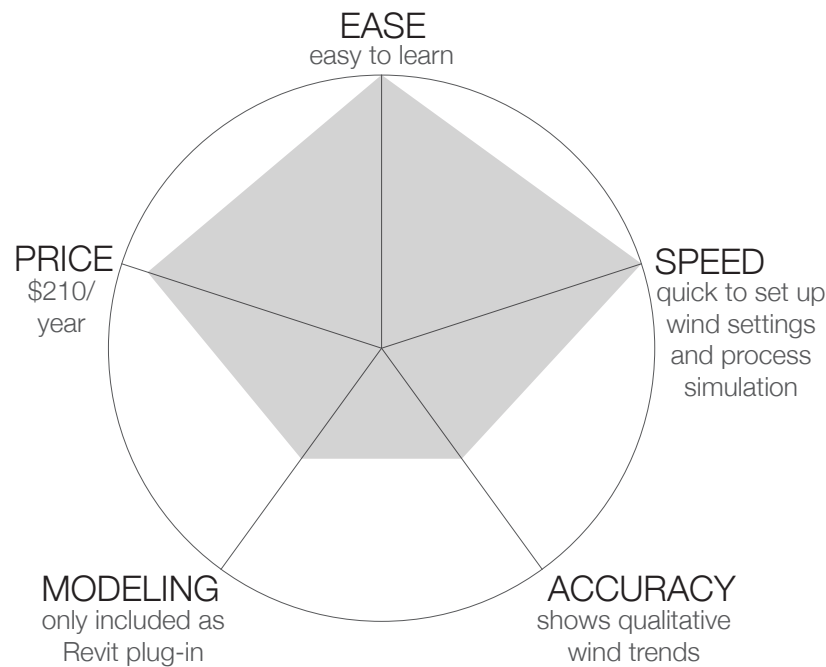 EASE
easy to learn
PRICE
$210/
year
SPEED
quick to set up
wind settings
and process
simulation
MODELING
only included as
Revit plug-in
ACCURACY
shows qualitative
wind trends